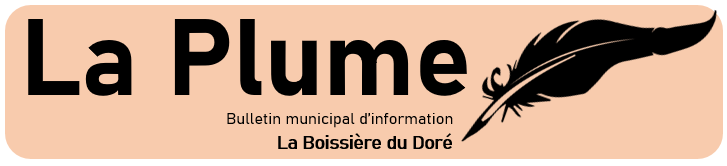 La Plume
Bulletin municipal d'information
La Boissière du Doré